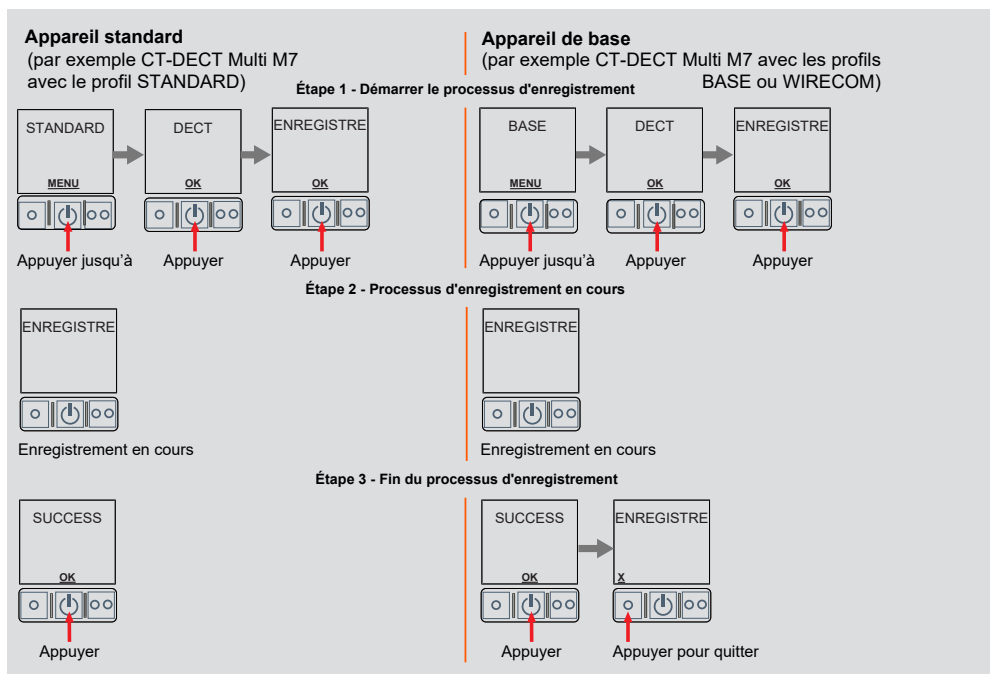 Appareil standard
(par exemple CT-DECT Multi M7
avec le profil STANDARD)
Appareil de base
(par exemple CT-DECT Multi M7 avec les profils
BASE ou WIRECOM)
Étape 1 - Démarrer le processus d'enregistrement
STANDARD
MENU
Appuyer jusqu'à
DECT
OK
Appuyer
ENREGISTRE
OK
Appuyer
BASE
MENU
Appuyer jusqu'à
DECT
OK
Appuyer
ENREGISTRE
OK
Appuyer
Étape 2 - Processus d'enregistrement en cours
ENREGISTRE
Enregistrement en cours
ENREGISTRE
Enregistrement en cours
Étape 3 - Fin du processus d'enregistrement
SUCCESS
OK
Appuyer
SUCCESS
OK
Appuyer
ENREGISTRE
X
Appuyer pour quitter